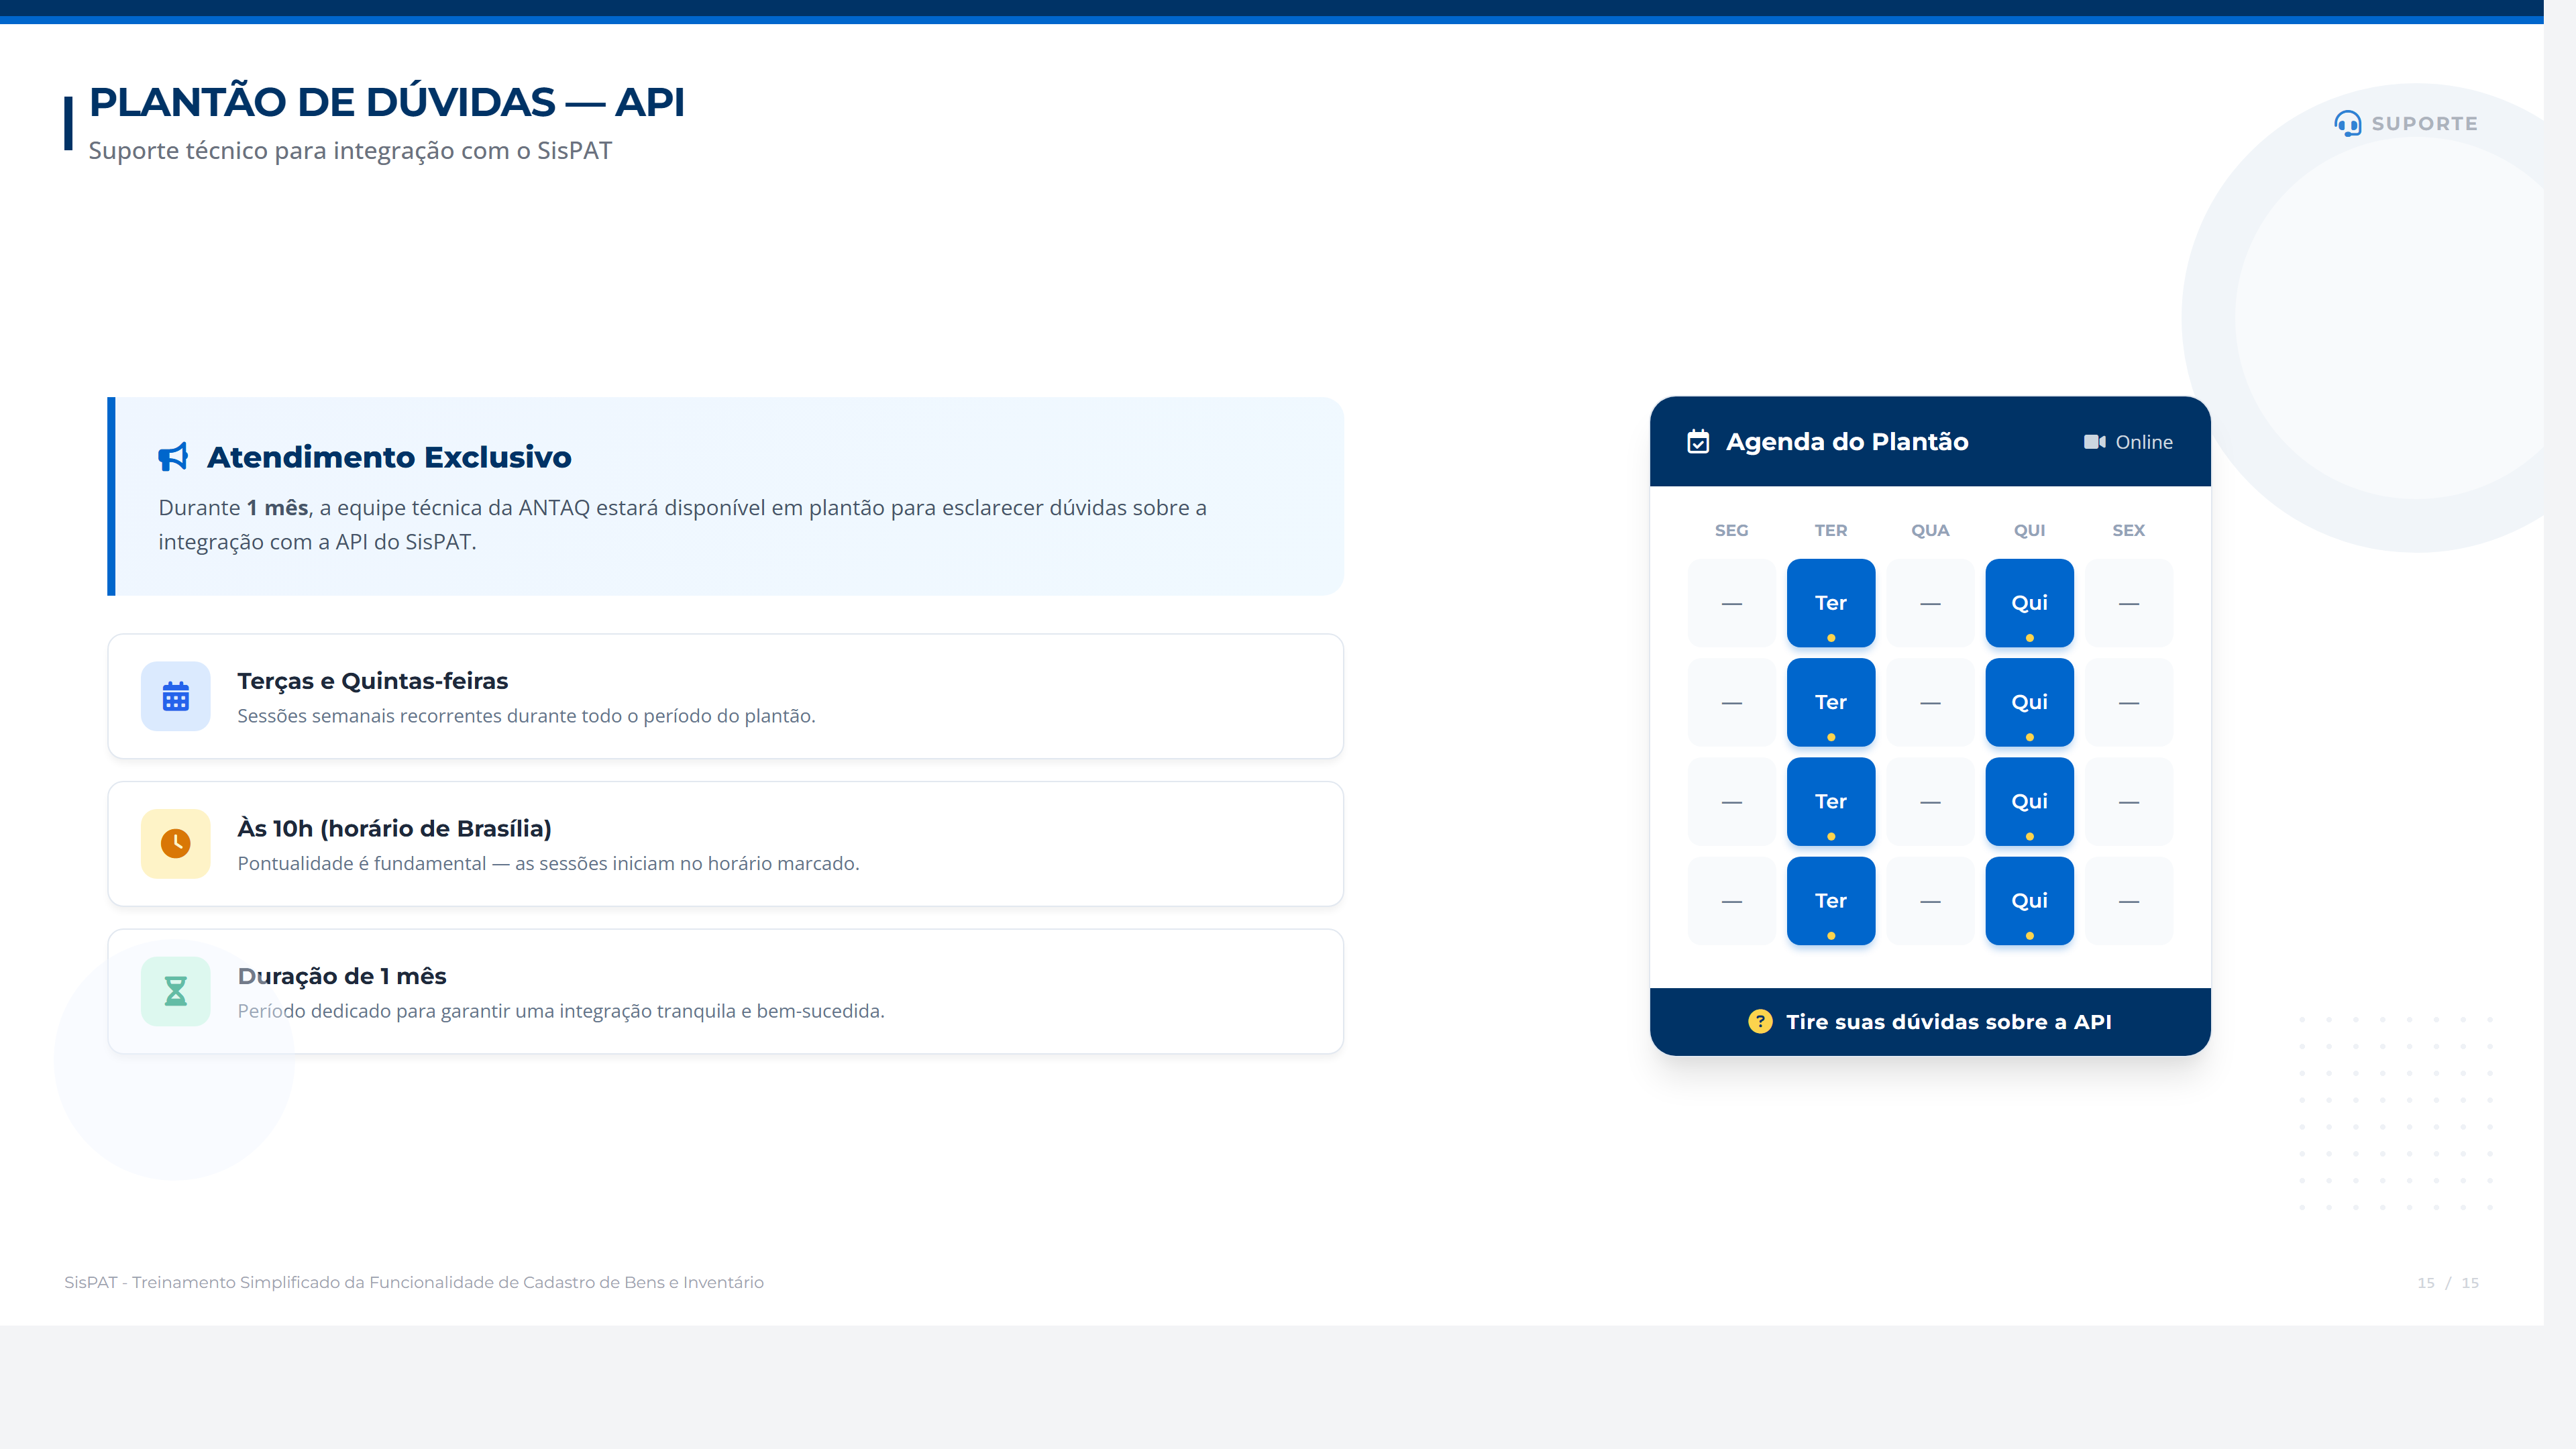 PLANTÃO DE DÚVIDAS — API
Suporte técnico para integração com o SisPAT
SUPORTE
Atendimento Exclusivo
Durante 1 mês, a equipe técnica da ANTAQ estará disponível em plantão para esclarecer dúvidas sobre a
integração com a API do SisPAT.
Terças e Quintas-feiras
Sessões semanais recorrentes durante todo o período do plantão.
Às 10h (horário de Brasília)
Pontualidade é fundamental — as sessões iniciam no horário marcado.
Duração de 1 mês
Período dedicado para garantir uma integração tranquila e bem-sucedida.
Agenda do Plantão
Online
SEG TER QUA QUI SEX
— Ter — Qui —
— Ter — Qui —
— Ter — Qui —
— Ter — Qui —
? Tire suas dúvidas sobre a API
SisPAT - Treinamento Simplificado da Funcionalidade de Cadastro de Bens e Inventário
15 / 15